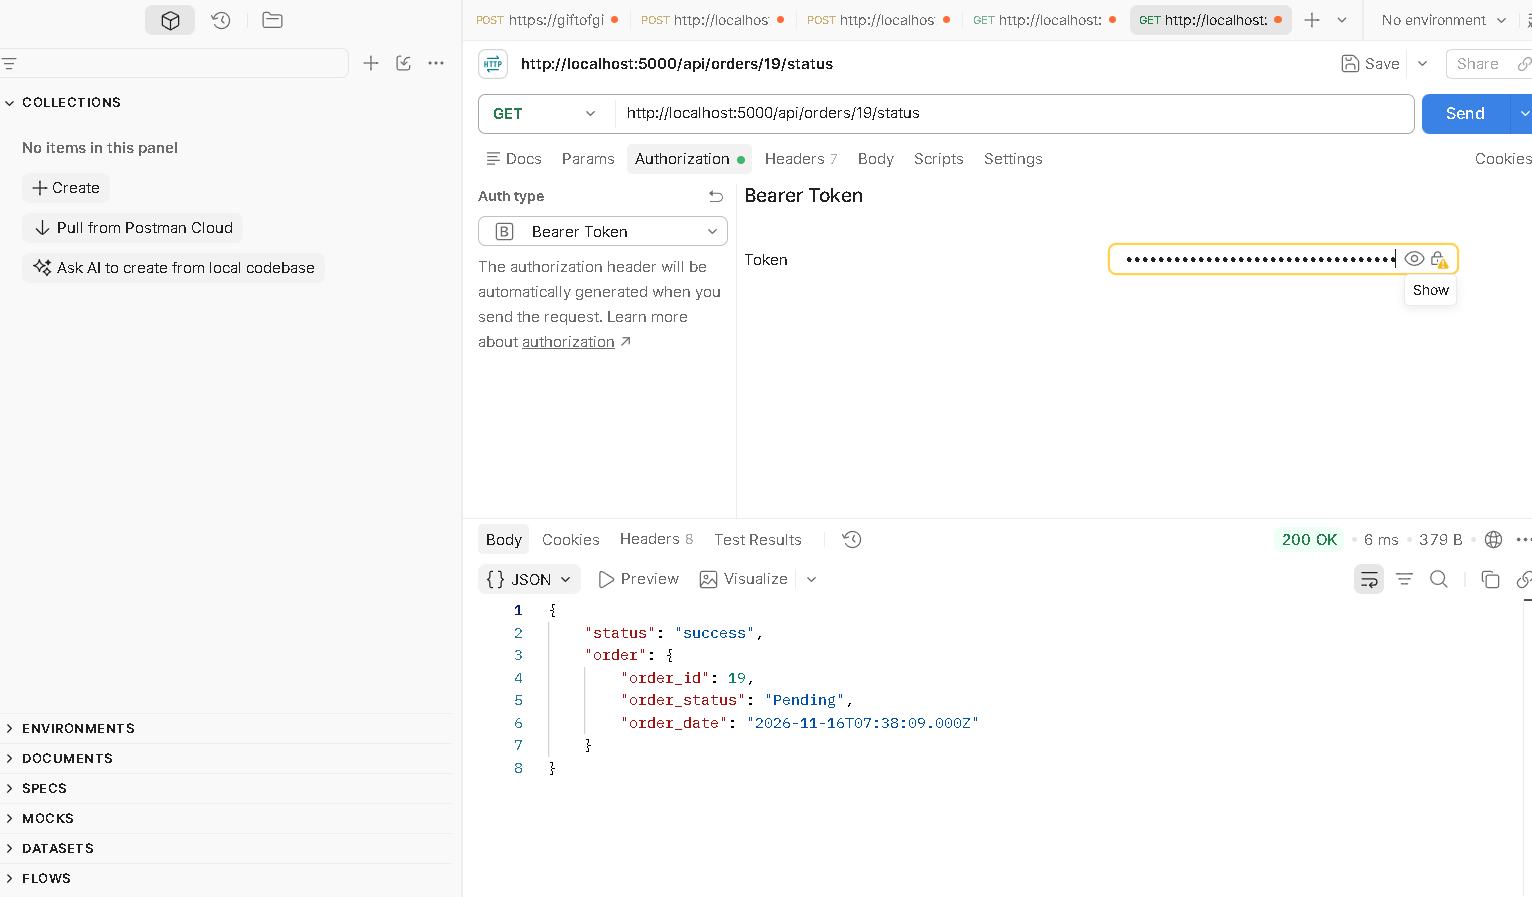 POST https://giftofgi
POST http://localhos
POST http://localhos
GET http://localhost:
GET http://localhost:
No environment
HTTP
http://localhost:5000/api/orders/19/status
Save
Share
COLLECTIONS
No items in this panel
Create
Pull from Postman Cloud
Ask AI to create from local codebase
GET
http://localhost:5000/api/orders/19/status
Send
Docs
Params
Authorization
Headers 7
Body
Scripts
Settings
Cookies
Auth type
B
Bearer Token
The authorization header will be
automatically generated when you
send the request. Learn more
about authorization
Bearer Token
Token
••••••••••••••••••••••••••••••••••
Show
Body
Cookies
Headers 8
Test Results
200 OK
• 6 ms
• 379 B
{} JSON
Preview
Visualize
1 {
2 "status": "success",
3 "order": {
4 "order_id": 19,
5 "order_status": "Pending",
6 "order_date": "2026-11-16T07:38:09.000Z"
7 }
8 }
ENVIRONMENTS
DOCUMENTS
SPECS
MOCKS
DATASETS
FLOWS